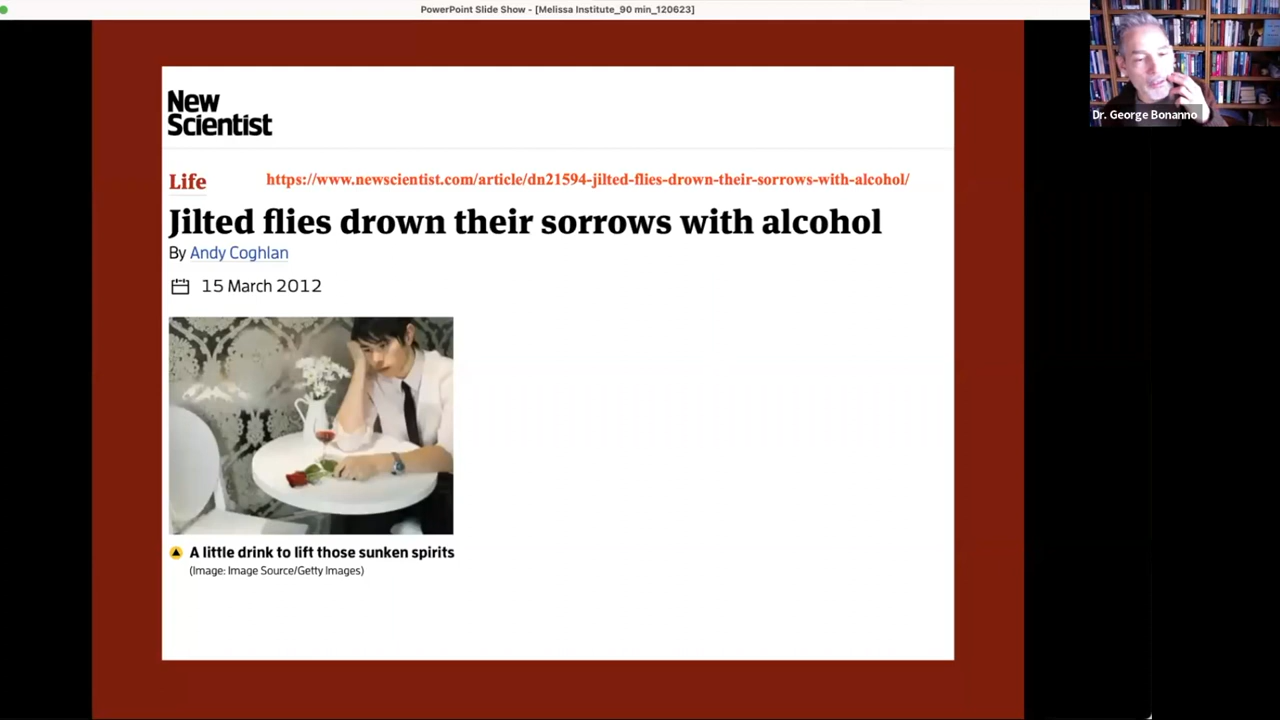 PowerPoint Slide Show - [Melissa Institute_90 min_120623]
Dr. George Bonanno
New
Scientist
Life
https://www.newscientist.com/article/dn21594-jilted-flies-drown-their-sorrows-with-alcohol/
Jilted flies drown their sorrows with alcohol
By Andy Coghlan
15 March 2012
A little drink to lift those sunken spirits
(Image: Image Source/Getty Images)